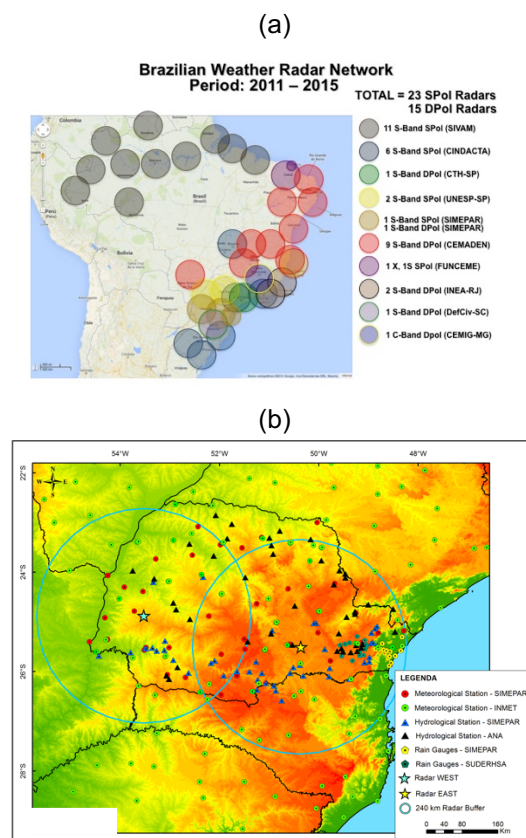 (a)
Brazilian Weather Radar Network
Period: 2011 – 2015
TOTAL = 23 SPol Radars
15 DPol Radars
11 S-Band SPol (SIVAM)
6 S-Band SPol (CINDACTA)
1 S-Band DPol (CTH-SP)
2 S-Band SPol (UNESP-SP)
1 S-Band SPol (SIMEPAR)
1 S-Band DPol (SIMEPAR)
9 S-Band DPol (CEMADEN)
1 X, 1S SPol (FUNCEME)
2 S-Band DPol (INEA-RJ)
1 S-Band DPol (DefCiv-SC)
1 C-Band Dpol (CEMIG-MG)
Colombia
Perú
Brasil
Bolivia
Paraguay
Chile
Uruguay
(b)
54°W 52°W 50°W 48°W
22°S
24°S
26°S
28°S
N
W E
S
LEGENDA
Meteorological Station - SIMEPAR
Meteorological Station - INMET
Hydrological Station - SIMEPAR
Hydrological Station - ANA
Rain Gauges - SIMEPAR
Rain Gauges - SUDERHSA
Radar WEST
Radar EAST
240 km Radar Buffer
0 40 80 160
Km